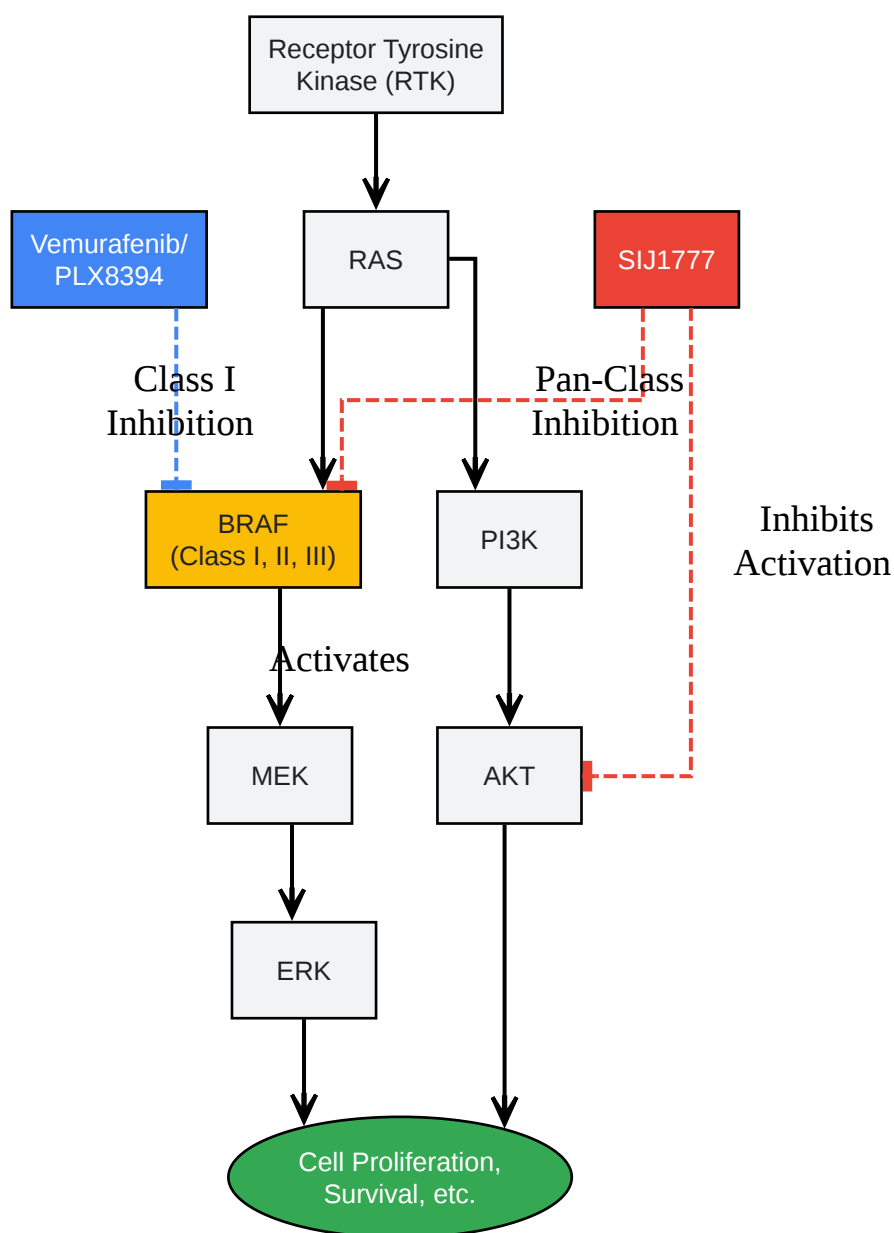 Receptor Tyrosine
Kinase (RTK)
Vemurafenib/
PLX8394
RAS
SIJ1777
Class I
Inhibition
Pan-Class
Inhibition
BRAF
(Class I, II, III)
PI3K
Inhibits
Activation
Activates
MEK
AKT
ERK
Cell Proliferation,
Survival, etc.